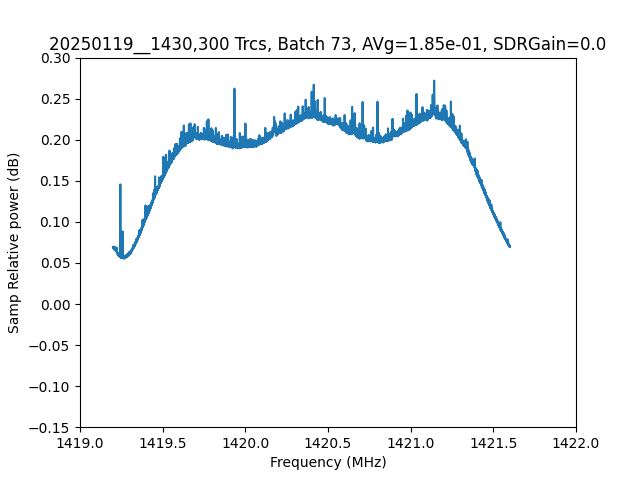 20250119__1430,300 Trcs, Batch 73, AVg=1.85e-01, SDRGain=0.0
0.30
0.25
0.20
0.15
0.10
0.05
0.00
−0.05
−0.10
−0.15
Samp Relative power (dB)
1419.0 1419.5 1420.0 1420.5 1421.0 1421.5 1422.0
Frequency (MHz)